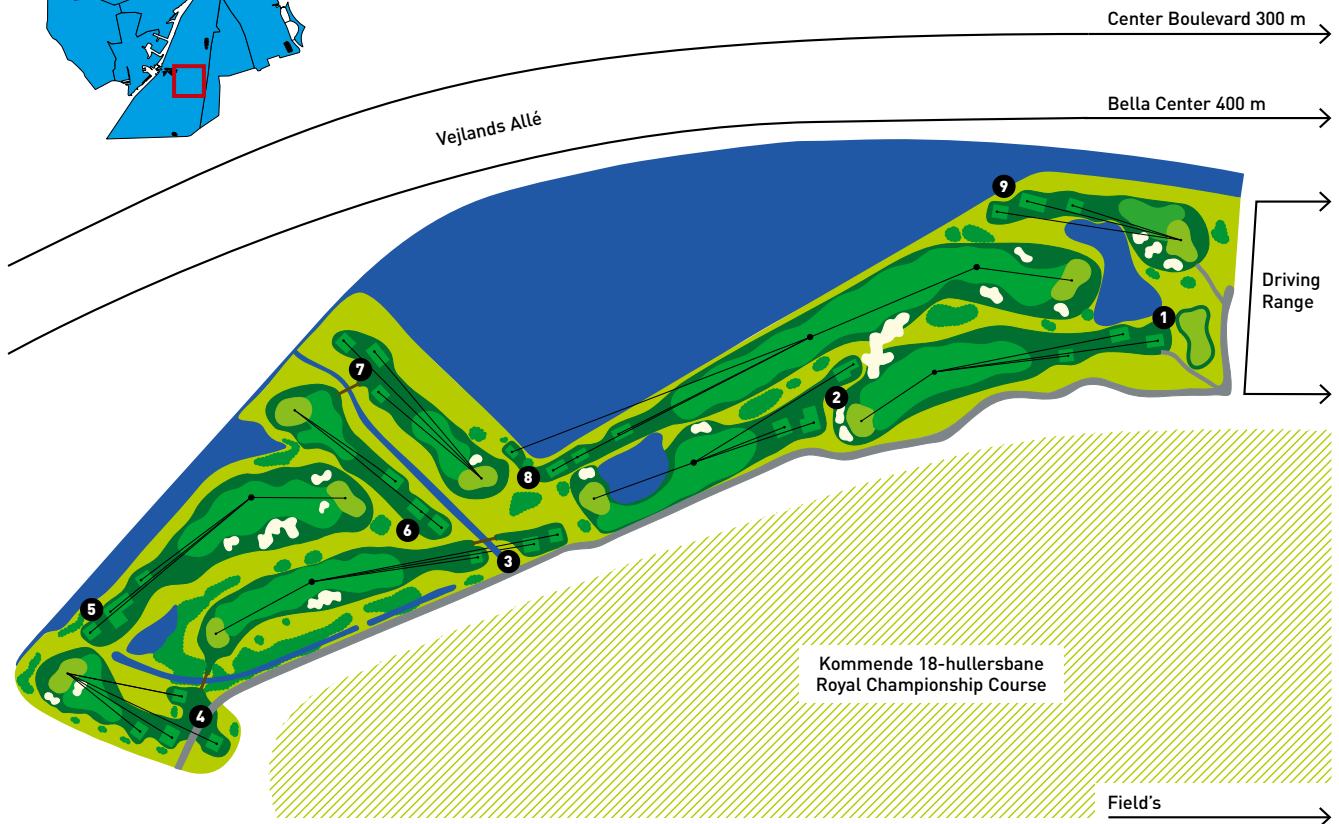 Center Boulevard 300 m
Bella Center 400 m
Vejlands Allé
9
Driving
Range
1
7
2
8
6
3
5
4
Kommende 18-hullersbane
Royal Championship Course
Field's